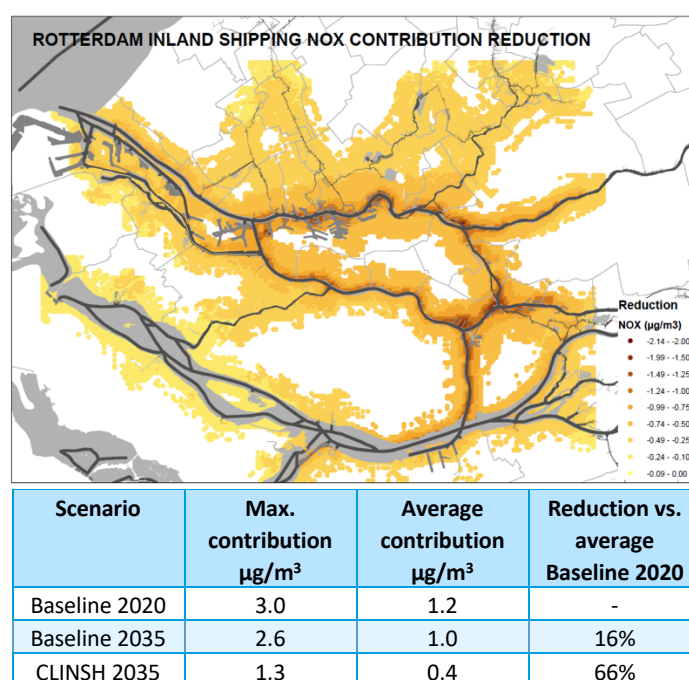 ROTTERDAM INLAND SHIPPING NOX CONTRIBUTION REDUCTION
Reduction
NOX (µg/m3)
-2.14 - -2.00
-1.99 - -1.50
-1.49 - -1.25
-1.24 - -1.00
-0.99 - -0.75
-0.74 - -0.50
-0.49 - -0.25
-0.24 - -0.10
-0.09 - 0.00
Scenario Max. contribution µg/m³ Average contribution µg/m³ Reduction vs. average Baseline 2020
Baseline 2020 3.0 1.2 -
Baseline 2035 2.6 1.0 16%
CLINSH 2035 1.3 0.4 66%